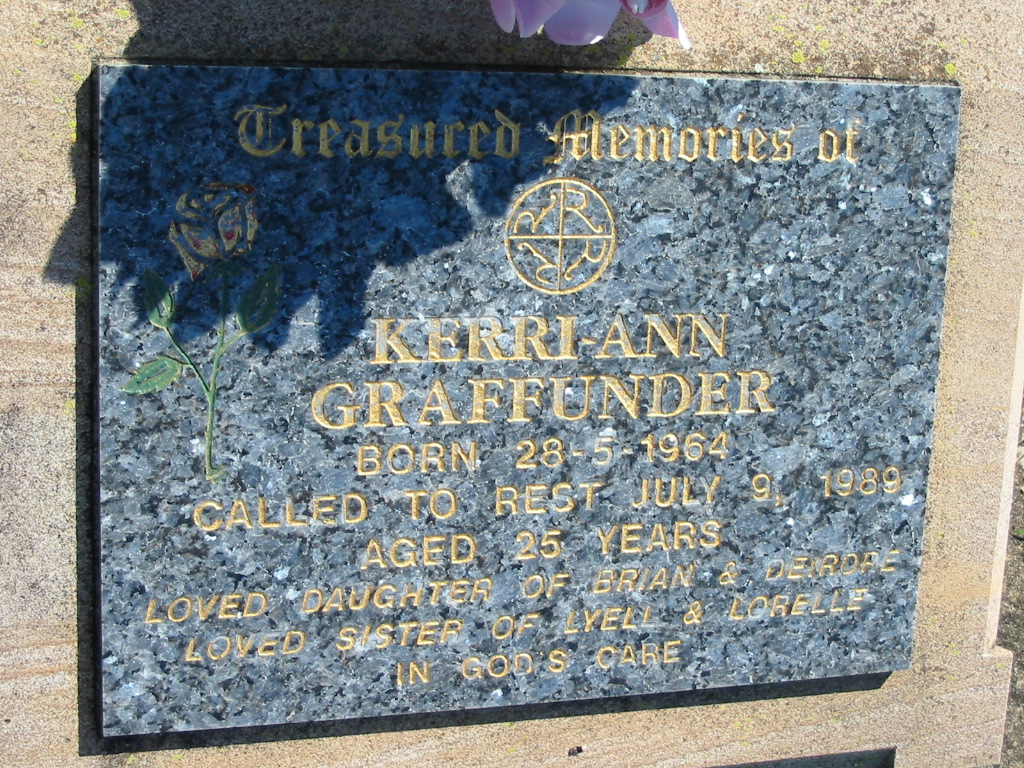 Treasured Memories of
R R R R
KERRI-ANN
GRAFFUNDER
BORN 28-5-1964
CALLED TO REST JULY 9, 1989
AGED 25 YEARS
LOVED DAUGHTER OF BRIAN & DEIRDRE
LOVED SISTER OF LYELL & LORELLE
IN GOD'S CARE